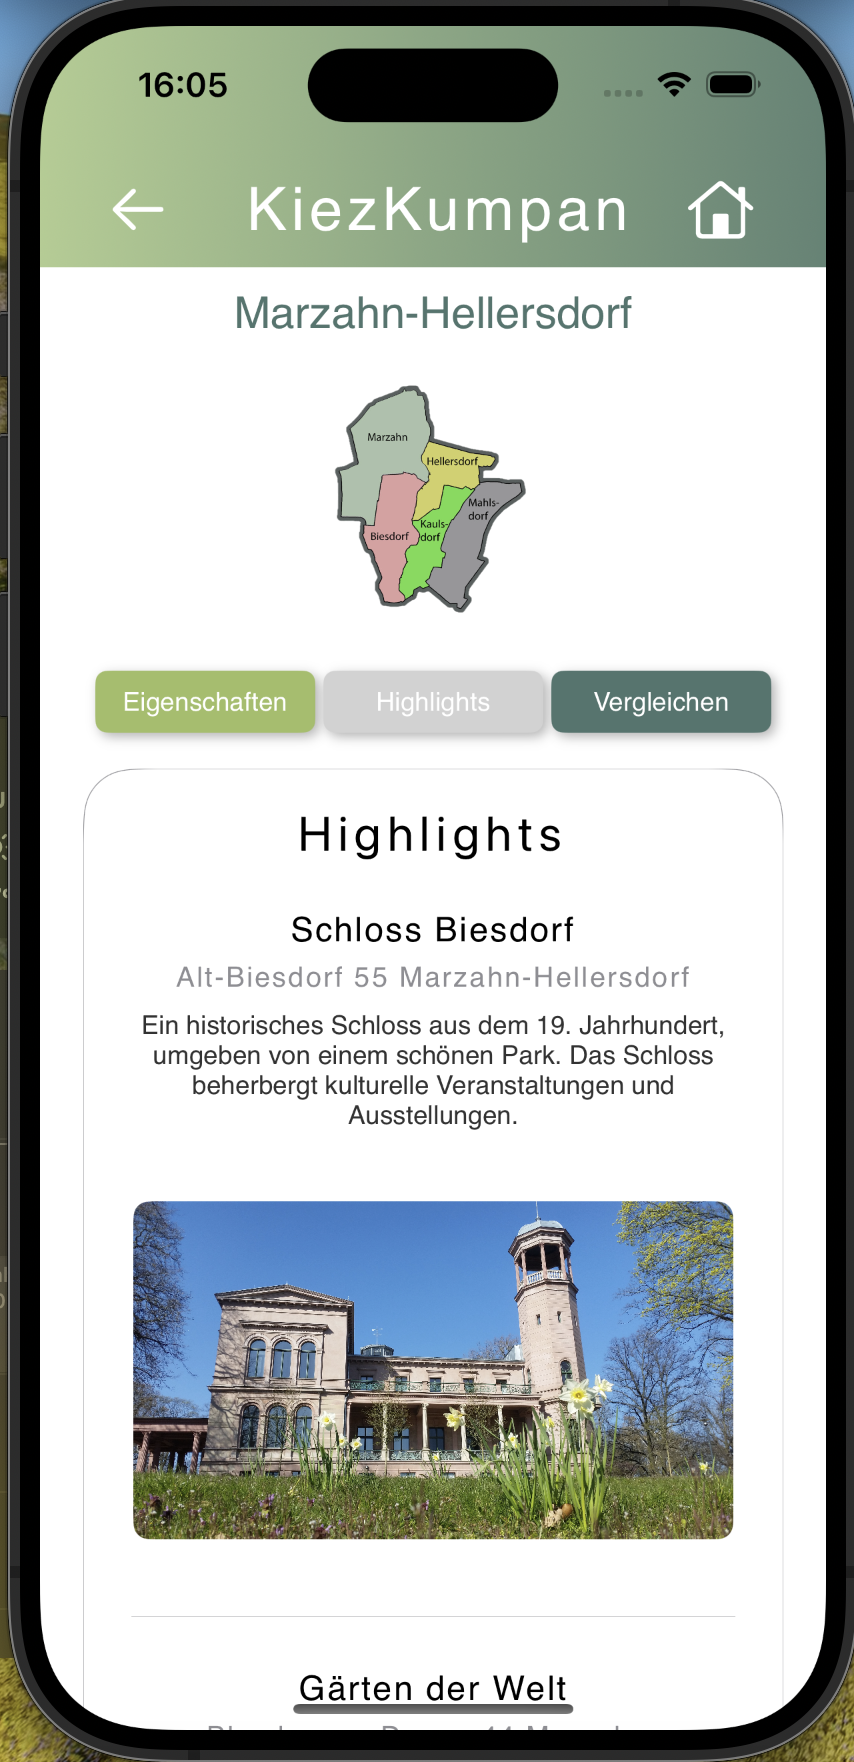 16:05
KiezKumpan
Marzahn-Hellersdorf
Marzahn
Hellersdorf
Mahls-
dorf
Kauls-
dorf
Biesdorf
Eigenschaften
Highlights
Vergleichen
Highlights
Schloss Biesdorf
Alt-Biesdorf 55 Marzahn-Hellersdorf
Ein historisches Schloss aus dem 19. Jahrhundert,
umgeben von einem schönen Park. Das Schloss
beherbergt kulturelle Veranstaltungen und
Ausstellungen.
Gärten der Welt